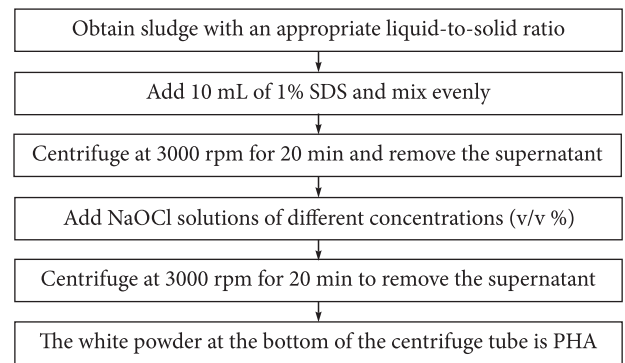 Obtain sludge with an appropriate liquid-to-solid ratio
Add 10 mL of 1% SDS and mix evenly
Centrifuge at 3000 rpm for 20 min and remove the supernatant
Add NaOCl solutions of different concentrations (v/v %)
Centrifuge at 3000 rpm for 20 min to remove the supernatant
The white powder at the bottom of the centrifuge tube is PHA